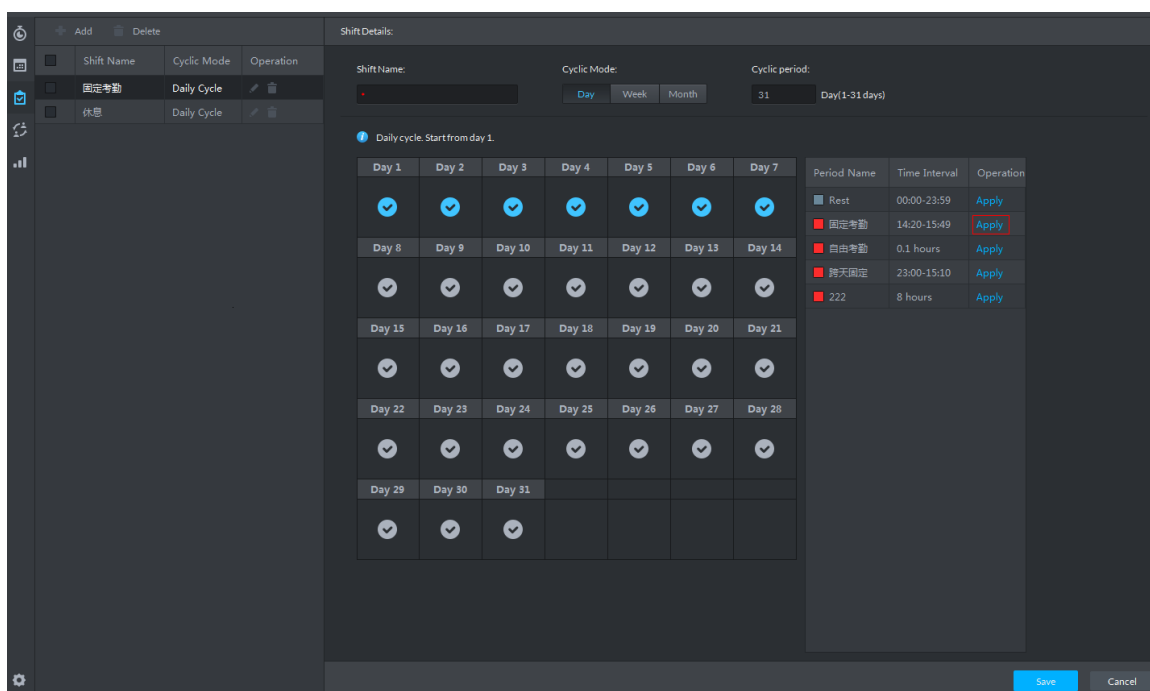 Add Delete
Shift Details:
Shift Name Cyclic Mode Operation
固定考勤 Daily Cycle
休息 Daily Cycle
Shift Name: Cyclic Mode: Cyclic period:
* Day Week Month 31 Day(1-31 days)
Daily cycle. Start from day 1.
Day 1 Day 2 Day 3 Day 4 Day 5 Day 6 Day 7
Day 8 Day 9 Day 10 Day 11 Day 12 Day 13 Day 14
Day 15 Day 16 Day 17 Day 18 Day 19 Day 20 Day 21
Day 22 Day 23 Day 24 Day 25 Day 26 Day 27 Day 28
Day 29 Day 30 Day 31
Period Name Time Interval Operation
Rest 00:00-23:59 Apply
固定考勤 14:20-15:49 Apply
自由考勤 0.1 hours Apply
跨天固定 23:00-15:10 Apply
222 8 hours Apply
Save Cancel